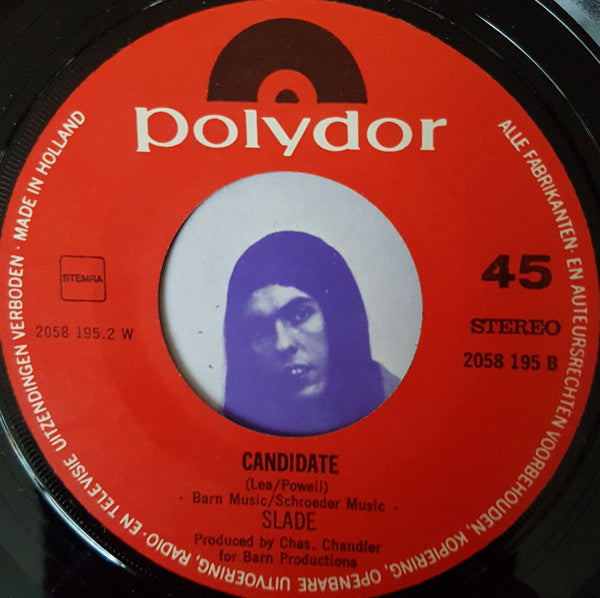 polydor
ALLE FABRIKANTEN- EN AUTEURSRECHTEN VOORBEHOUDEN, KOPIERING, OPENBARE UITVOERING, RADIO- EN TELEVISIE UITZENDINGEN VERBODEN · MADE IN HOLLAND
STEMRA
2058 195.2 W
45
STEREO
2058 195 B
CANDIDATE
(Lea/Powell)
- Barn Music/Schroeder Music -
SLADE
Produced by Chas. Chandler
for Barn Productions